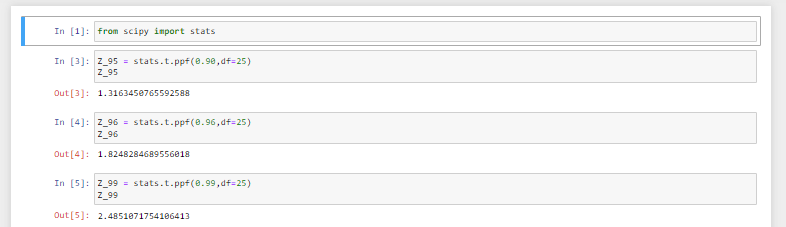 In [1]: from scipy import stats
In [3]: Z_95 = stats.t.ppf(0.90,df=25)
Z_95
Out[3]: 1.3163450765592588
In [4]: Z_96 = stats.t.ppf(0.96,df=25)
Z_96
Out[4]: 1.8248284689556018
In [5]: Z_99 = stats.t.ppf(0.99,df=25)
Z_99
Out[5]: 2.4851071754106413